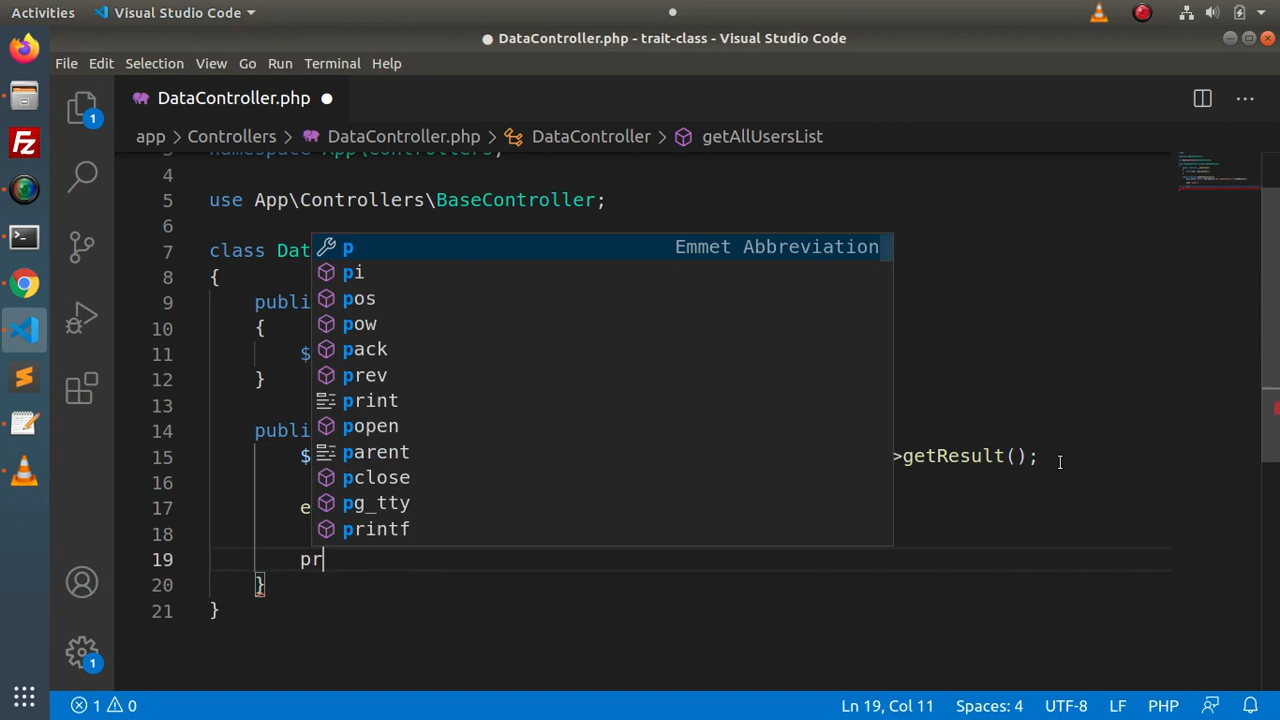 Activities Visual Studio Code
DataController.php - trait-class - Visual Studio Code
File Edit Selection View Go Run Terminal Help
DataController.php
app > Controllers > DataController.php > DataController > getAllUsersList
3 namespace App\Controllers;
4
5 use App\Controllers\BaseController;
6
7 class Dat
8 {
9 publi
10 {
11 $
12 }
13
14 publi
15 $ >getResult();
16
17 e
18
19 pr
20 }
21 }
p Emmet Abbreviation
pi
pos
pow
pack
prev
print
popen
parent
pclose
pg_tty
printf
1
1
1 0 Ln 19, Col 11 Spaces: 4 UTF-8 LF PHP